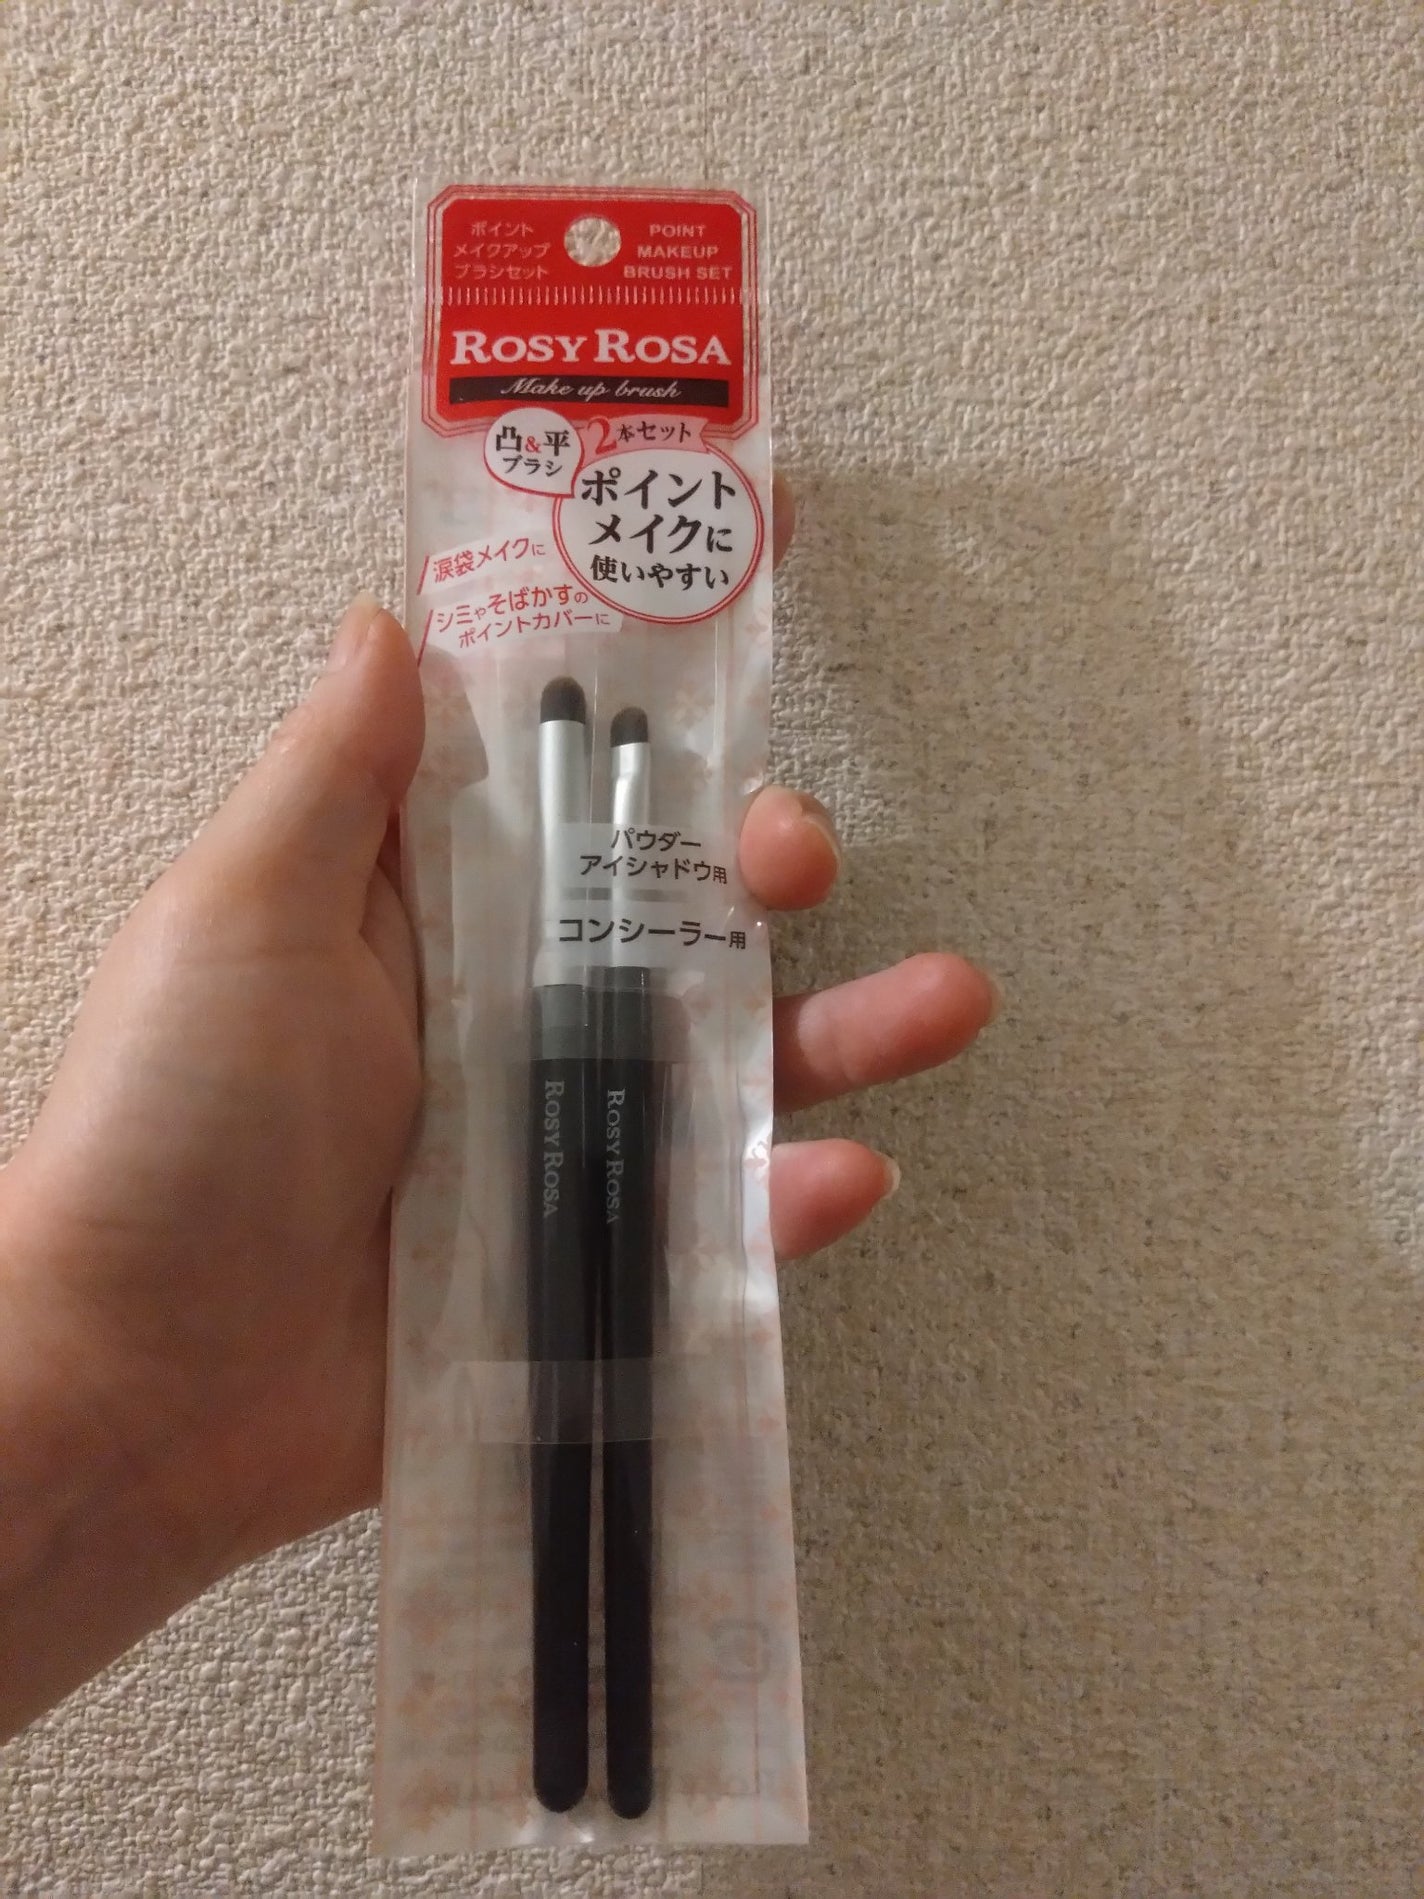 ポイント
メイクアップ
ブラシセット
POINT
MAKEUP
BRUSH SET
ROSY ROSA
Make up brush
凸&平
ブラシ
2本セット
ポイント
メイクに
使いやすい
涙袋メイクに
シミやそばかすの
ポイントカバーに
パウダー
アイシャドウ用
コンシーラー用
ROSY ROSA
ROSY ROSA